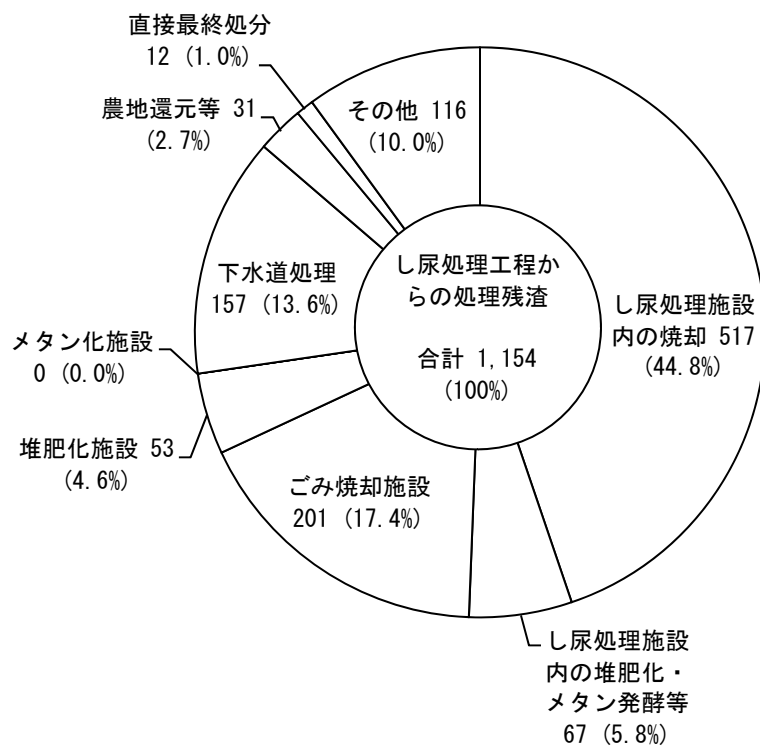 直接最終処分
12 (1.0%)
農地還元等 31
(2.7%)
その他 116
(10.0%)
下水道処理
157 (13.6%)
メタン化施設
0 (0.0%)
堆肥化施設 53
(4.6%)
ごみ焼却施設
201 (17.4%)
し尿処理工程か
らの処理残渣
合計 1,154
(100%)
し尿処理施設
内の焼却 517
(44.8%)
し尿処理施設
内の堆肥化・
メタン発酵等
67 (5.8%)